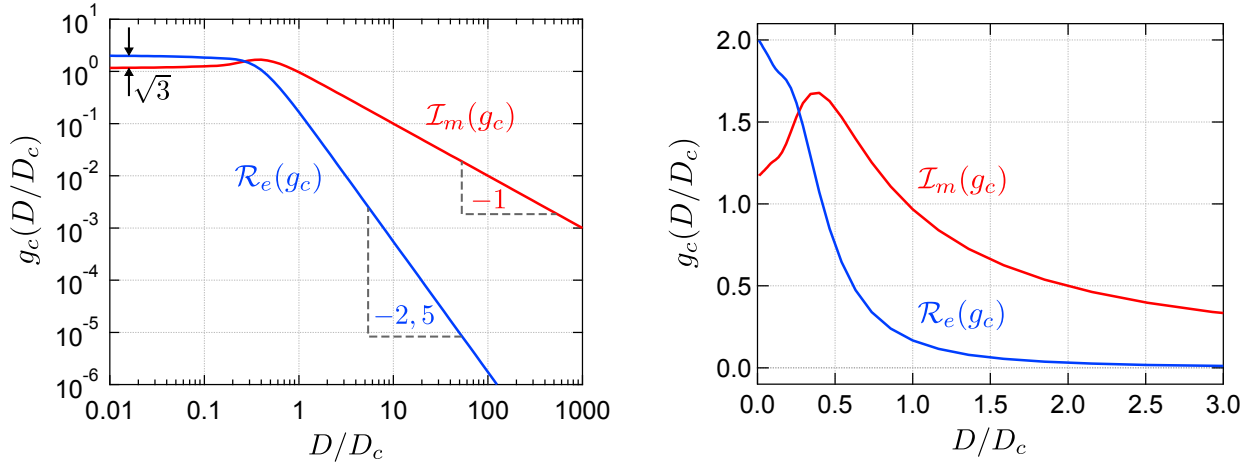 10^1
10^0
10^-1
10^-2
10^-3
10^-4
10^-5
10^-6
g_c(D/D_c)
√3
I_m(g_c)
R_e(g_c)
−1
−2,5
0.01 0.1 1 10 100 1000
D/D_c
2.0
1.5
1.0
0.5
0.0
g_c(D/D_c)
I_m(g_c)
R_e(g_c)
0.0 0.5 1.0 1.5 2.0 2.5 3.0
D/D_c